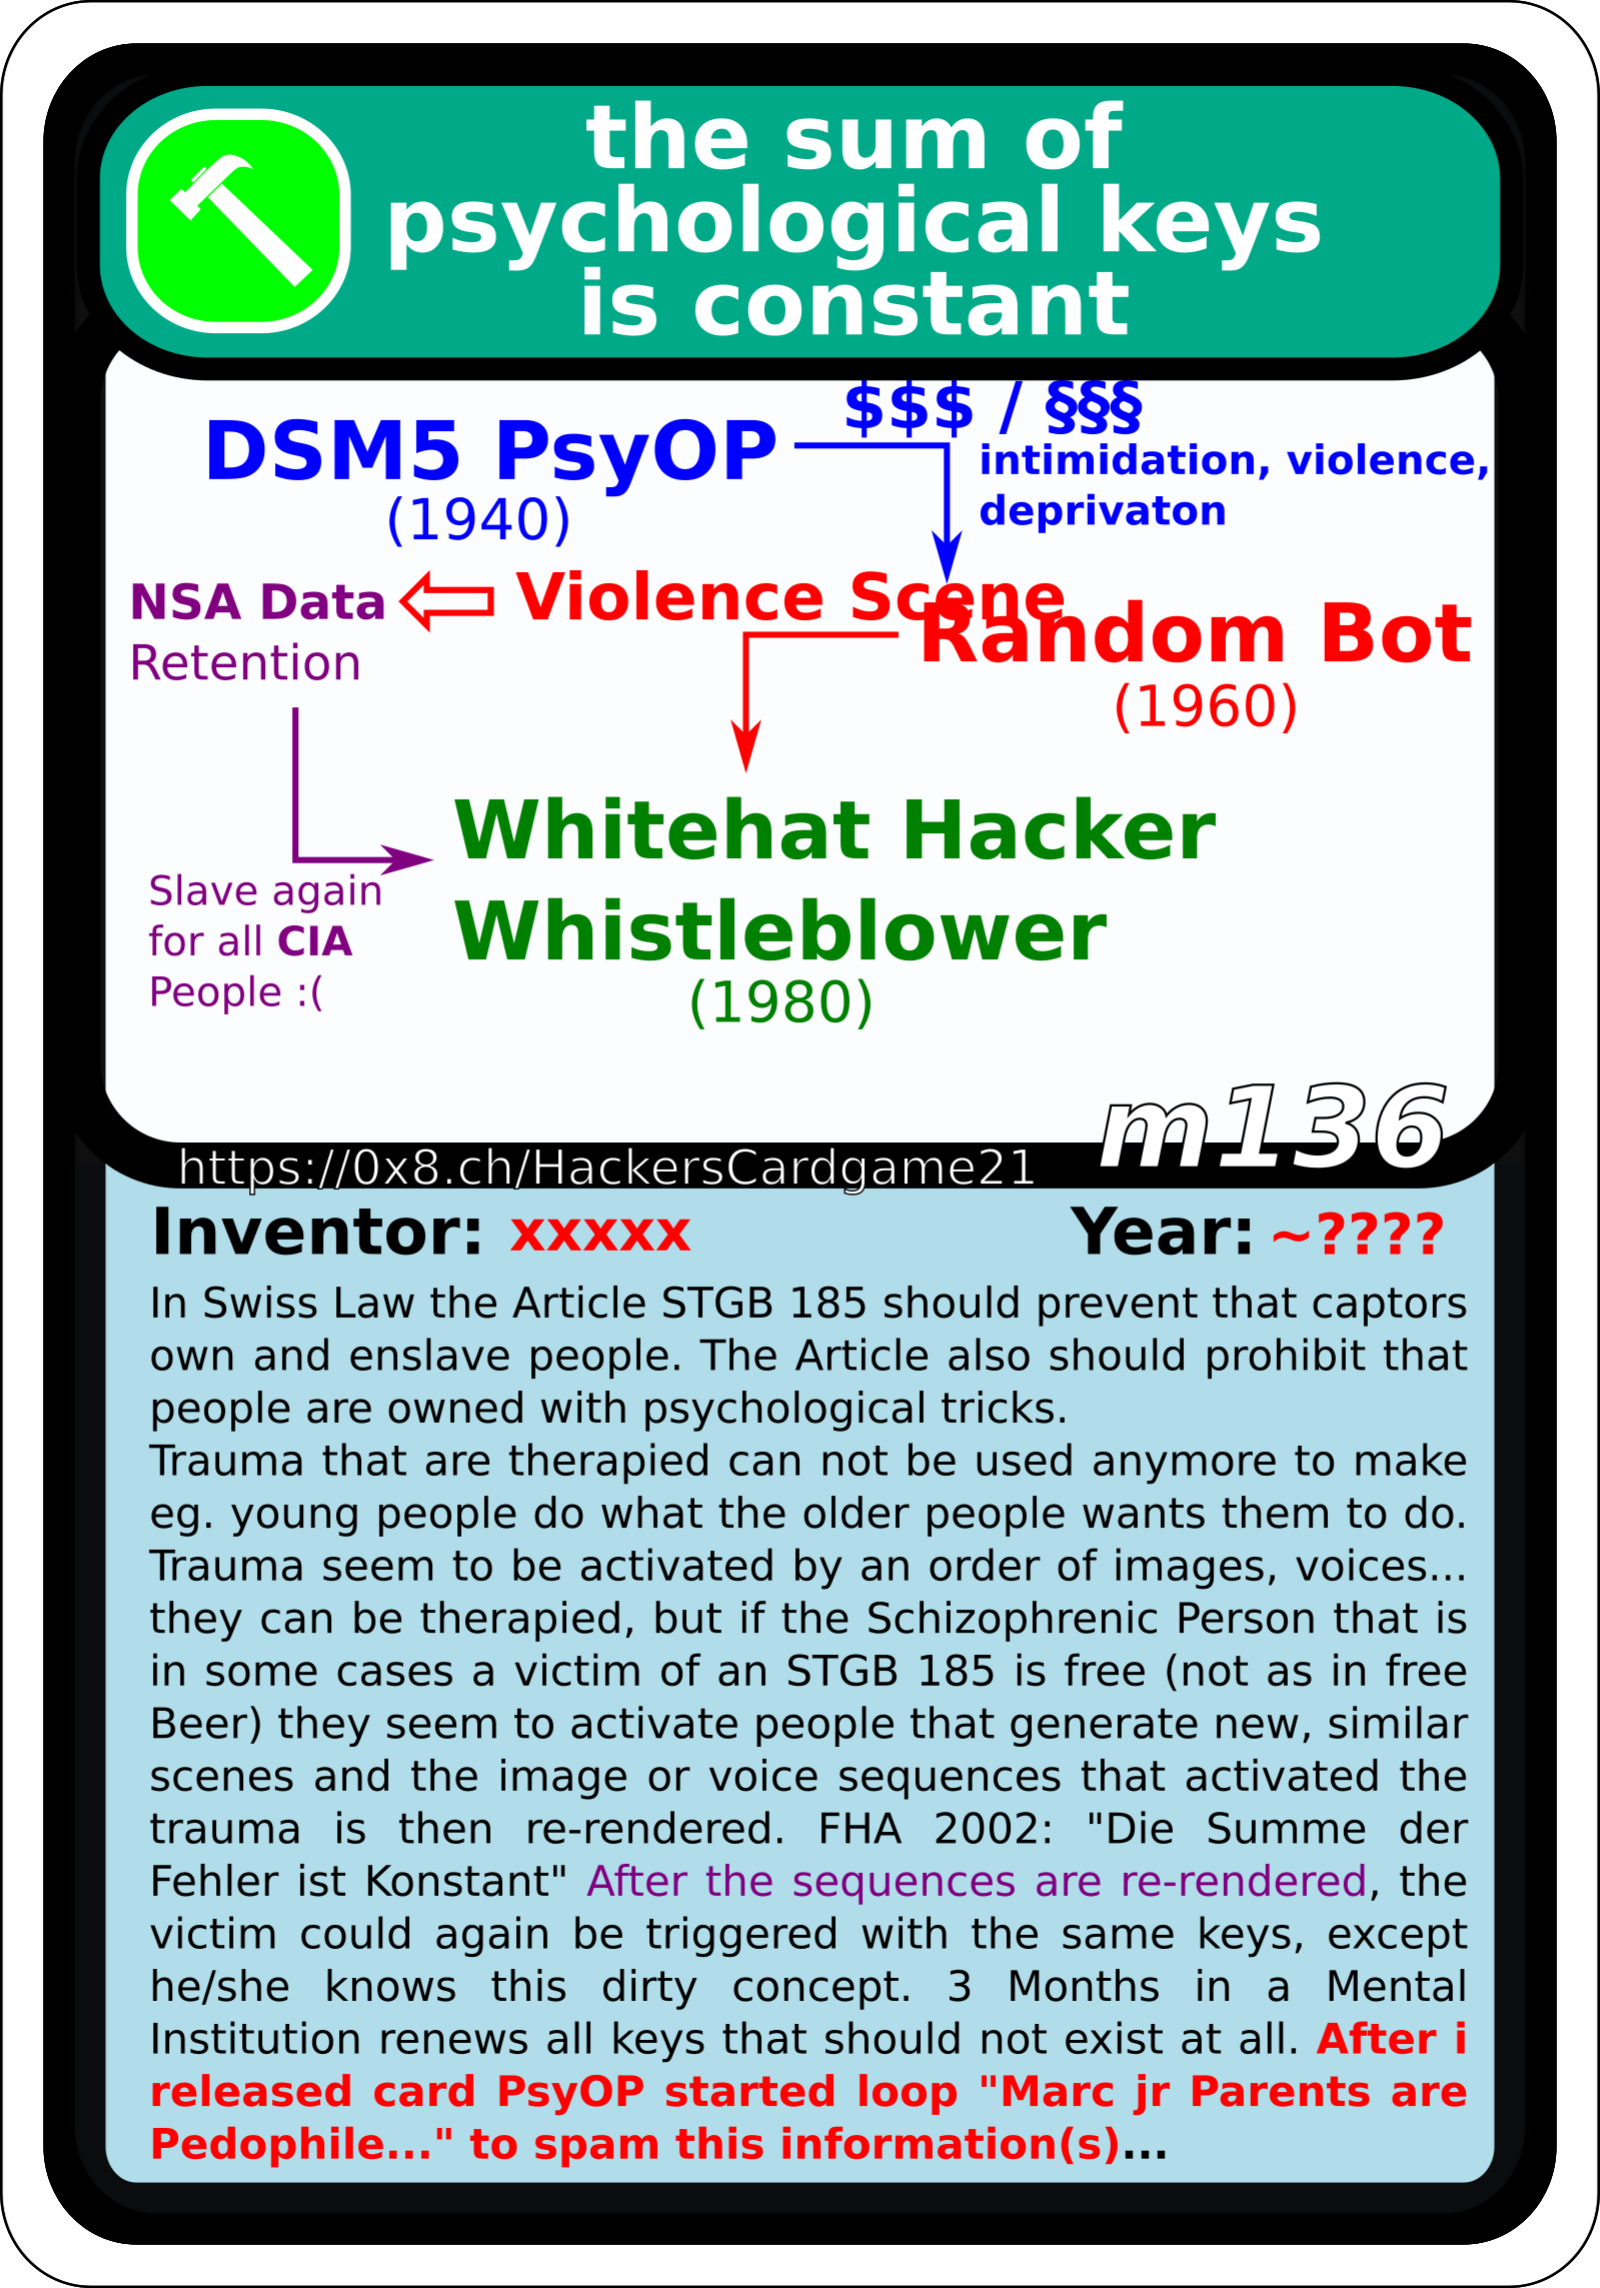 the sum of
psychological keys
is constant
$$$ / §§§
DSM5 PsyOP
(1940)
intimidation, violence,
deprivaton
NSA Data
Retention
Violence Scene
Random Bot
(1960)
Whitehat Hacker
Whistleblower
(1980)
Slave again
for all CIA
People :(
m136
https://0x8.ch/HackersCardgame21
Inventor: xxxxx
Year: ~????
In Swiss Law the Article STGB 185 should prevent that captors
own and enslave people. The Article also should prohibit that
people are owned with psychological tricks.
Trauma that are therapied can not be used anymore to make
eg. young people do what the older people wants them to do.
Trauma seem to be activated by an order of images, voices...
they can be therapied, but if the Schizophrenic Person that is
in some cases a victim of an STGB 185 is free (not as in free
Beer) they seem to activate people that generate new, similar
scenes and the image or voice sequences that activated the
trauma is then re-rendered. FHA 2002: "Die Summe der
Fehler ist Konstant" After the sequences are re-rendered, the
victim could again be triggered with the same keys, except
he/she knows this dirty concept. 3 Months in a Mental
Institution renews all keys that should not exist at all. After i
released card PsyOP started loop "Marc jr Parents are
Pedophile..." to spam this information(s)...